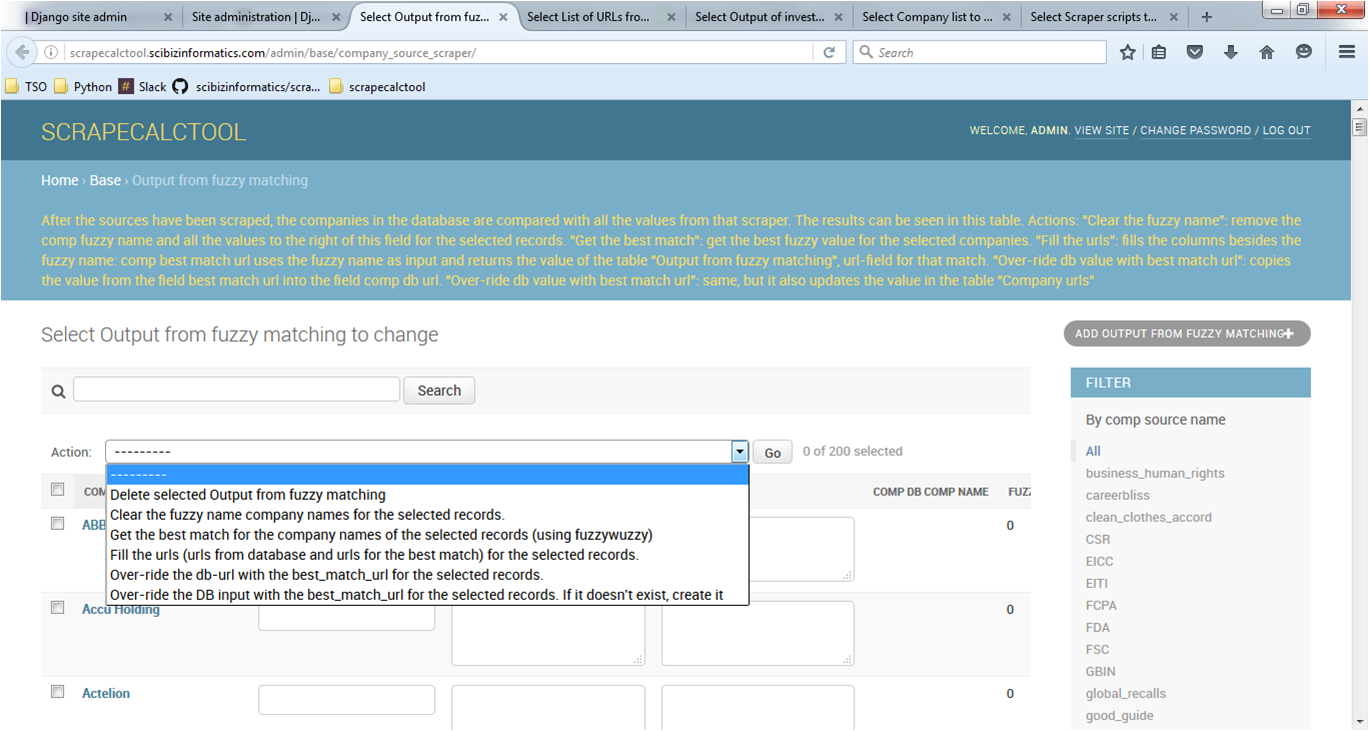 | Django site admin
Site administration | Dj...
Select Output from fuz...
Select List of URLs fro...
Select Output of invest...
Select Company list to ...
Select Scraper scripts t...
scrapecalctool.scibizinformatics.com/admin/base/company_source_scraper/
Search
TSO
Python
Slack
scibizinformatics/scra...
scrapecalctool
SCRAPECALCTOOL
WELCOME, ADMIN. VIEW SITE / CHANGE PASSWORD / LOG OUT
Home › Base › Output from fuzzy matching
After the sources have been scraped, the companies in the database are compared with all the values from that scraper. The results can be seen in this table. Actions: "Clear the fuzzy name": remove the
comp fuzzy name and all the values to the right of this field for the selected records. "Get the best match": get the best fuzzy value for the selected companies. "Fill the urls": fills the columns besides the
fuzzy name: comp best match url uses the fuzzy name as input and returns the value of the table "Output from fuzzy matching", url-field for that match. "Over-ride db value with best match url": copies
the value from the field best match url into the field comp db url. "Over-ride db value with best match url": same, but it also updates the value in the table "Company urls"
Select Output from fuzzy matching to change
ADD OUTPUT FROM FUZZY MATCHING
Search
Action:
---------
Go
0 of 200 selected
---------
Delete selected Output from fuzzy matching
Clear the fuzzy name company names for the selected records.
Get the best match for the company names of the selected records (using fuzzywuzzy)
Fill the urls (urls from database and urls for the best match) for the selected records.
Over-ride the db-url with the best_match_url for the selected records.
Over-ride the DB input with the best_match_url for the selected records. If it doesn't exist, create it
COM
COMP DB COMP NAME
FUZZ
ABB
0
Accu Holding
0
Actelion
0
FILTER
By comp source name
All
business_human_rights
careerbliss
clean_clothes_accord
CSR
EICC
EITI
FCPA
FDA
FSC
GBIN
global_recalls
good_guide